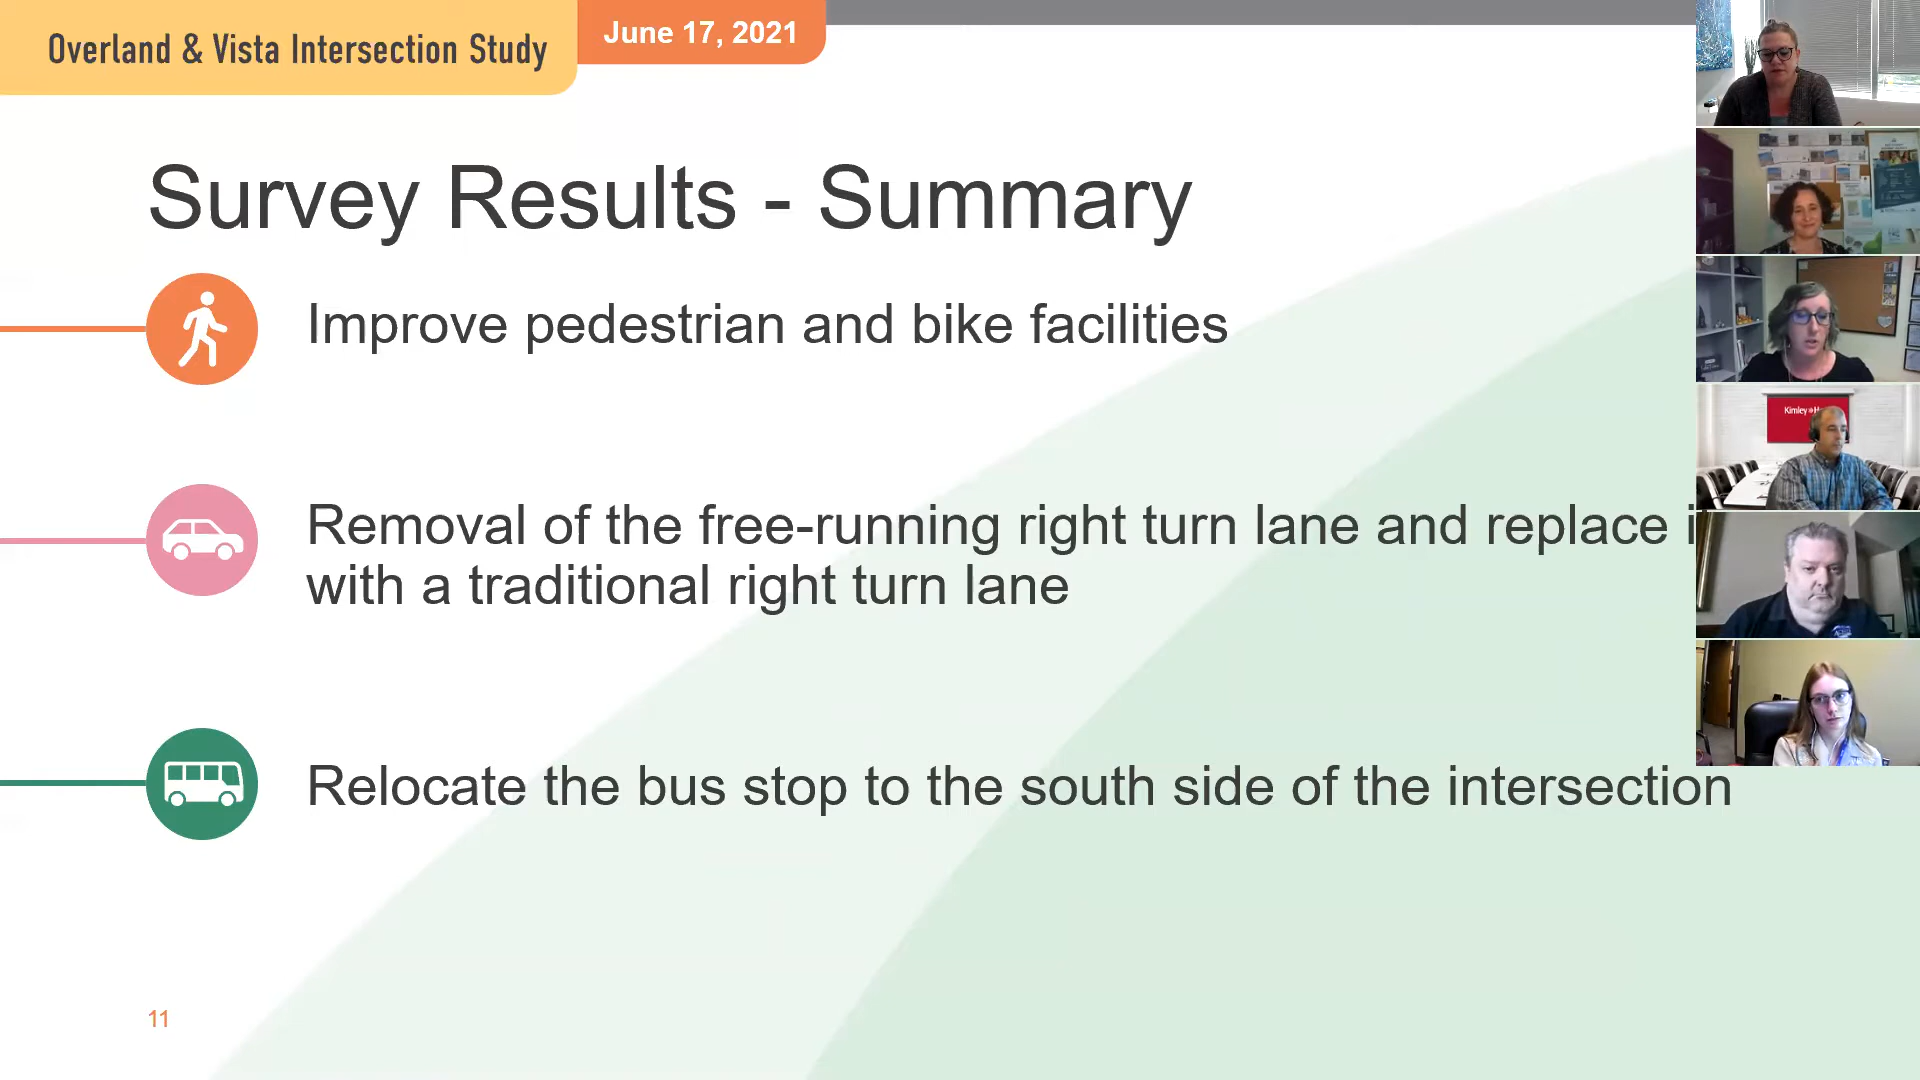 Overland & Vista Intersection Study
June 17, 2021
Survey Results - Summary
Improve pedestrian and bike facilities
Removal of the free-running right turn lane and replace
with a traditional right turn lane
Relocate the bus stop to the south side of the intersection
11
Kimley»H